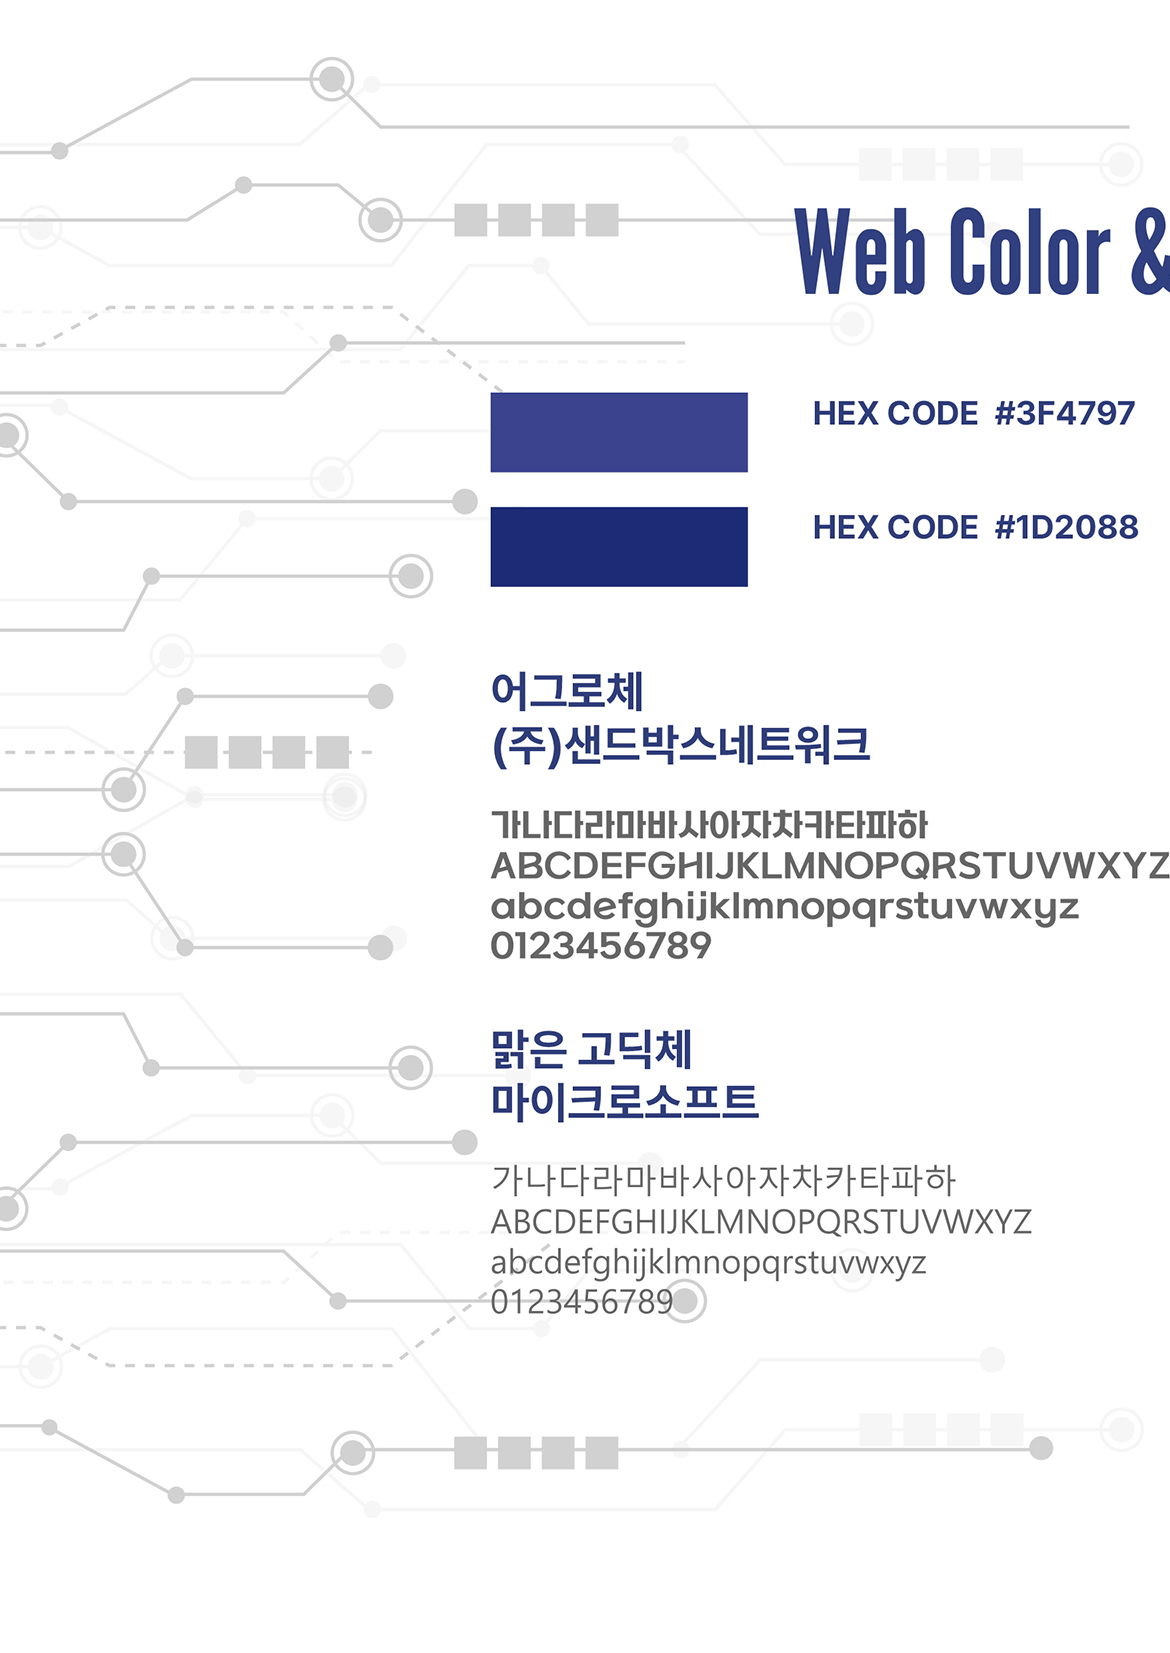 Web Color &
HEX CODE #3F4797
HEX CODE #1D2088
어그로체
(주)샌드박스네트워크
가나다라마바사아자차카타파하
ABCDEFGHIJKLMNOPQRSTUVWXYZ
abcdefghijklmnopqrstuvwxyz
0123456789
맑은 고딕체
마이크로소프트
가나다라마바사아자차카타파하
ABCDEFGHIJKLMNOPQRSTUVWXYZ
abcdefghijklmnopqrstuvwxyz
0123456789